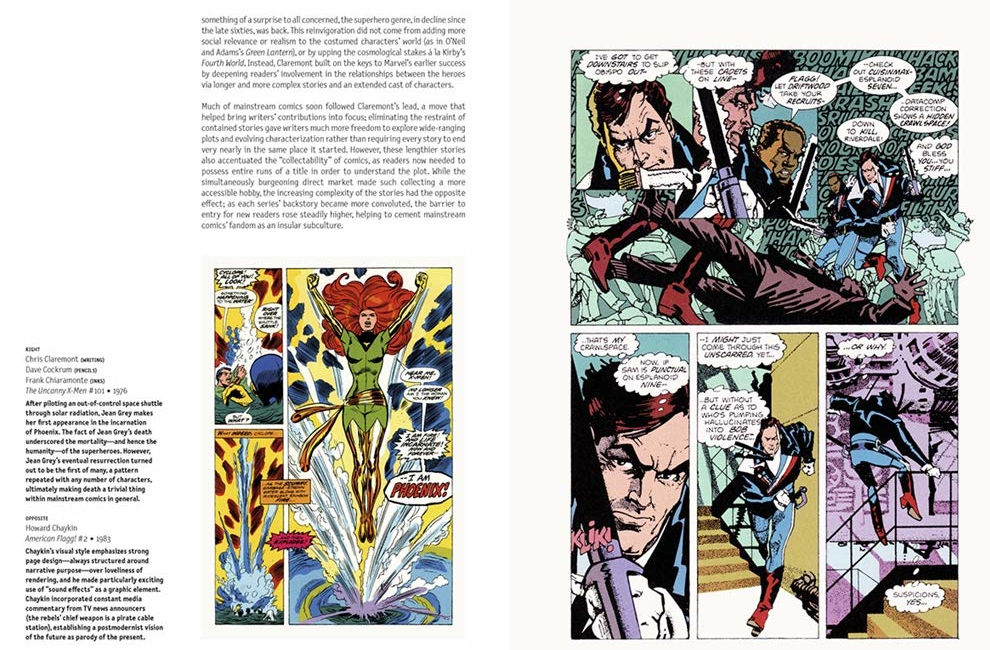 something of a surprise to all concerned, the superhero genre, in decline since
the late sixties, was back. This reinvigoration did not come from adding more
social relevance or realism to the costumed characters' world (as in O'Neil
and Adams's Green Lantern), or by upping the cosmological stakes à la Kirby's
Fourth World. Instead, Claremont built on the keys to Marvel's earlier success
by deepening readers' involvement in the relationships between the heroes
via longer and more complex stories and an extended cast of characters.
Much of mainstream comics soon followed Claremont's lead, a move that
helped bring writers' contributions into focus; eliminating the restraint of
contained stories gave writers much more freedom to explore wide-ranging
plots and evolving characterization rather than requiring every story to end
very nearly in the same place it started. However, these lengthier stories
also accentuated the "collectability" of comics, as readers now needed to
possess entire runs of a title in order to understand the plot. While the
simultaneously burgeoning direct market made such collecting a more
accessible hobby, the increasing complexity of the stories had the opposite
effect; as each series' backstory became more convoluted, the barrier to
entry for new readers rose steadily higher, helping to cement mainstream
comics' fandom as an insular subculture.
RIGHT
Chris Claremont (WRITING)
Dave Cockrum (PENCILS)
Frank Chiaramonte (INKS)
The Uncanny X-Men #101 • 1976
After piloting an out-of-control space shuttle
through solar radiation, Jean Grey makes
her first appearance in the incarnation
of Phoenix. The fact of Jean Grey's death
underscored the mortality—and hence the
humanity—of the superheroes. However,
Jean Grey's eventual resurrection turned
out to be the first of many, a pattern
repeated with any number of characters,
ultimately making death a trivial thing
within mainstream comics in general.
OPPOSITE
Howard Chaykin
American Flagg! #2 • 1983
Chaykin's visual style emphasizes strong
page design—always structured around
narrative purpose—over loveliness of
rendering, and he made particularly exciting
use of "sound effects" as a graphic element.
Chaykin incorporated constant media
commentary from TV news announcers
(the rebels' chief weapon is a pirate cable
station), establishing a postmodernist vision
of the future as parody of the present.
CYCLOPS!
ALL OF YOU!
LOOK!
SOMETHING
HAPPENING
TO THE WATER!
RIGHT
OVER
WHERE THE
SHUTTLE
SANK!
BUT
WHAT?
WHAT INDEED, CYCLOPS...
AND THEN
EXPLODES!
HEAR ME,
X-MEN!
NO LONGER
AM I THE WOMAN
YOU KNEW!
I AM FIRE!
AND LIFE
INCARNATE!
NOW AND
FOREVER--
--I AM
PHOENIX!
I'VE GOT TO GET
DOWNSTAIRS TO SLIP
OBISPO OUT--
--BUT WITH
THESE CADETS
ON LINE--
FLAGG!
LET DRIFTWOOD
TAKE YOUR
RECRUITS--
--CHECK
OUT CUISINMAX--
ESPLANOID
SEVEN...
...DATACOMP
CORRECTION
SHOWS A HIDDEN
CRAWLSPACE!
DOWN
TO KILL,
RIVERDALE!
AND GOD
BLESS
YOU...YOU
STIFF...
...THAT'S MY
CRAWLSPACE.
NOW, IF
SAM IS PUNCTUAL
ON ESPLANOID
NINE--
KLIK!
--I MIGHT JUST
COME THROUGH THIS
UNSCARRED. YET...
...BUT WITHOUT
A CLUE AS TO
WHO'S PUMPING
HALLUCINATES
INTO BOB
VIOLENCE...
...OR WHY.
SUSPICIONS,
YES...